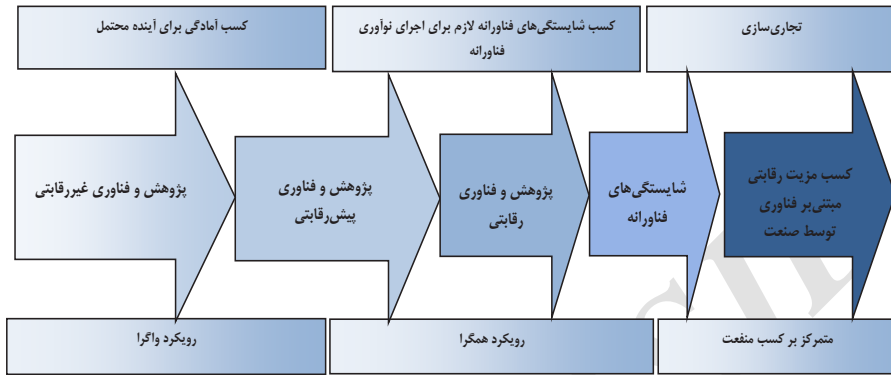 کسب آمادگی برای آینده محتمل
کسب شایستگی‌های فناورانه لازم برای اجرای نوآوری
فناورانه
تجاری‌سازی
پژوهش و فناوری غیررقابتی
پژوهش و فناوری
پیش‌رقابتی
پژوهش و فناوری
رقابتی
شایستگی‌های
فناورانه
کسب مزیت رقابتی
مبتنی‌بر فناوری
توسط صنعت
رویکرد واگرا
رویکرد همگرا
متمرکز بر کسب منفعت